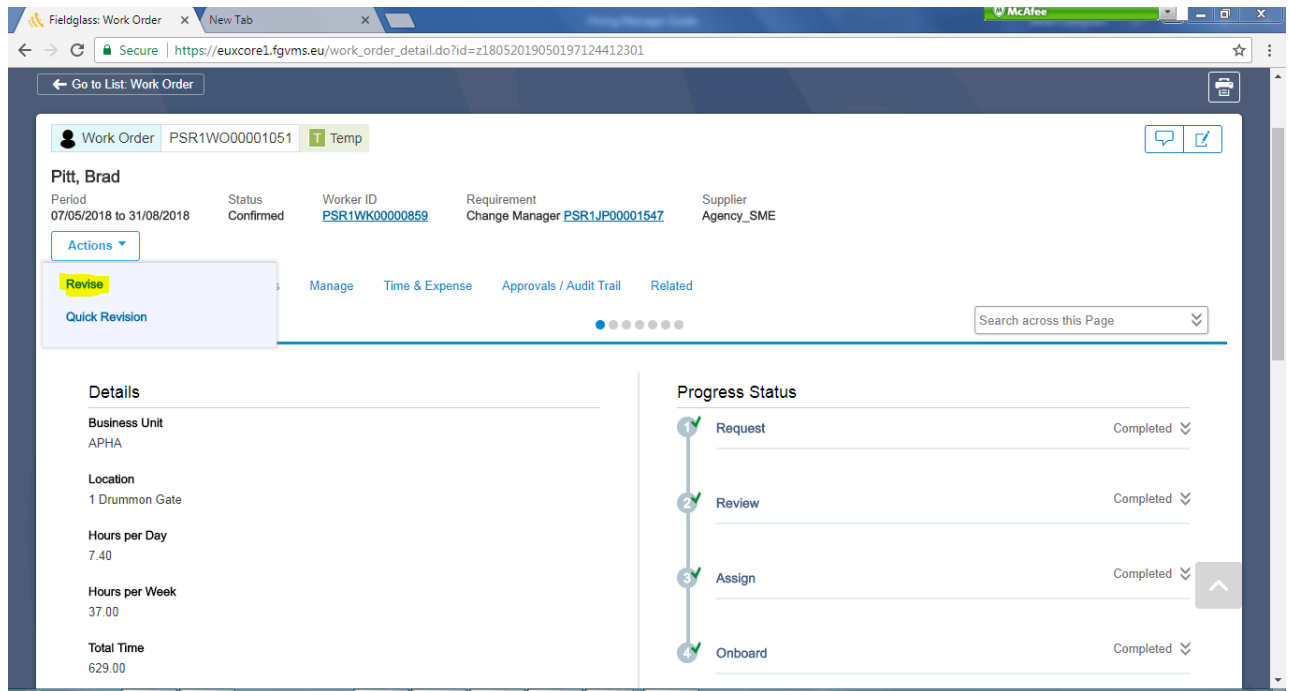 Fieldglass: Work Order × New Tab × McAfee
Secure | https://euxcore1.fgvms.eu/work_order_detail.do?id=z18052019050197124412301
Go to List: Work Order
Work Order PSR1WO00001051 T Temp
Pitt, Brad
Period Status Worker ID Requirement Supplier
07/05/2018 to 31/08/2018 Confirmed PSR1WK00000859 Change Manager PSR1JP00001547 Agency_SME
Actions
Revise Manage Time & Expense Approvals / Audit Trail Related
Quick Revision Search across this Page
Details Progress Status
Business Unit
APHA
1 Request Completed
Location
1 Drummon Gate
2 Review Completed
Hours per Day
7.40
3 Assign Completed
Hours per Week
37.00
Total Time
629.00
4 Onboard Completed